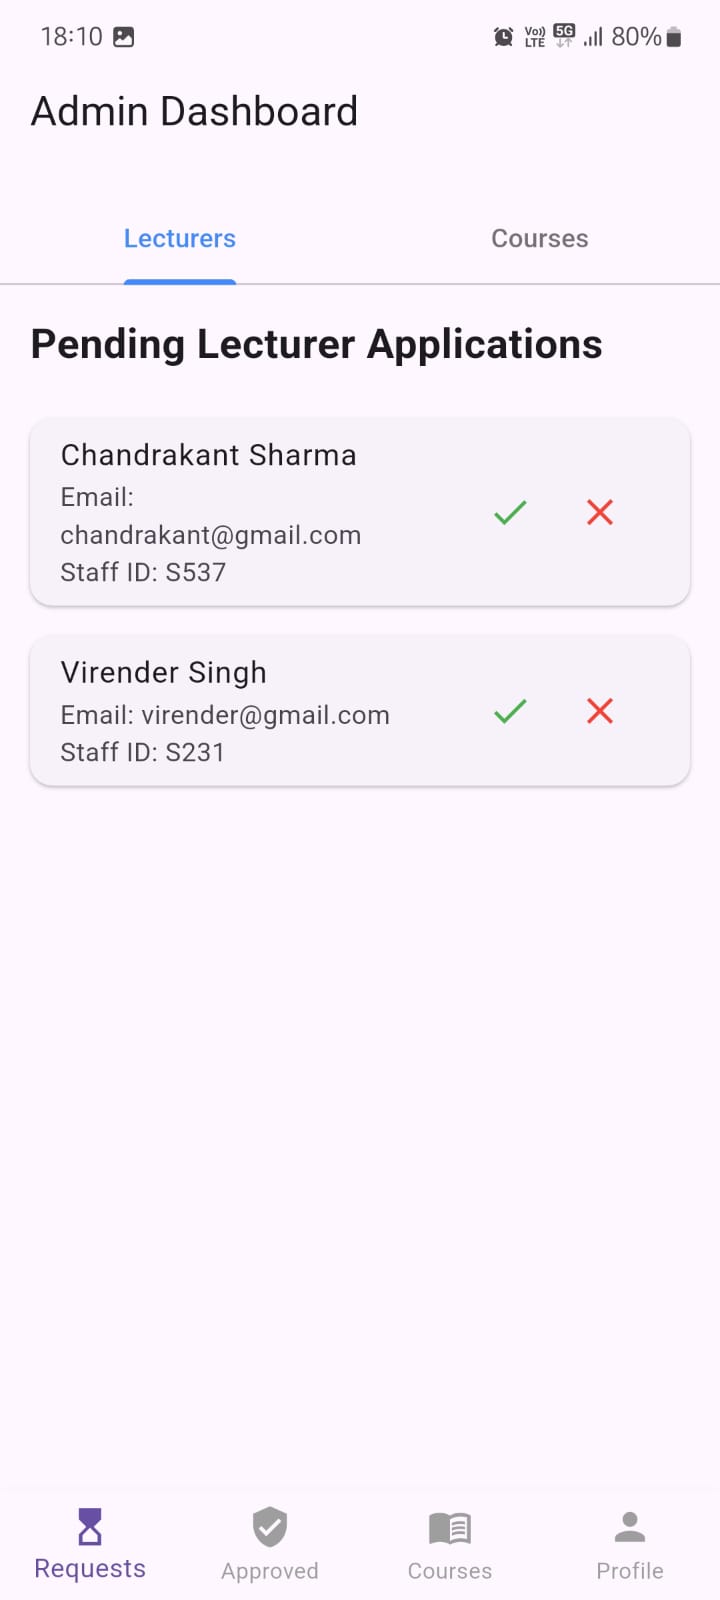 18:10
Vo)) LTE 5G 80%
Admin Dashboard
Lecturers Courses
Pending Lecturer Applications
Chandrakant Sharma
Email:
chandrakant@gmail.com
Staff ID: S537
Virender Singh
Email: virender@gmail.com
Staff ID: S231
Requests Approved Courses Profile